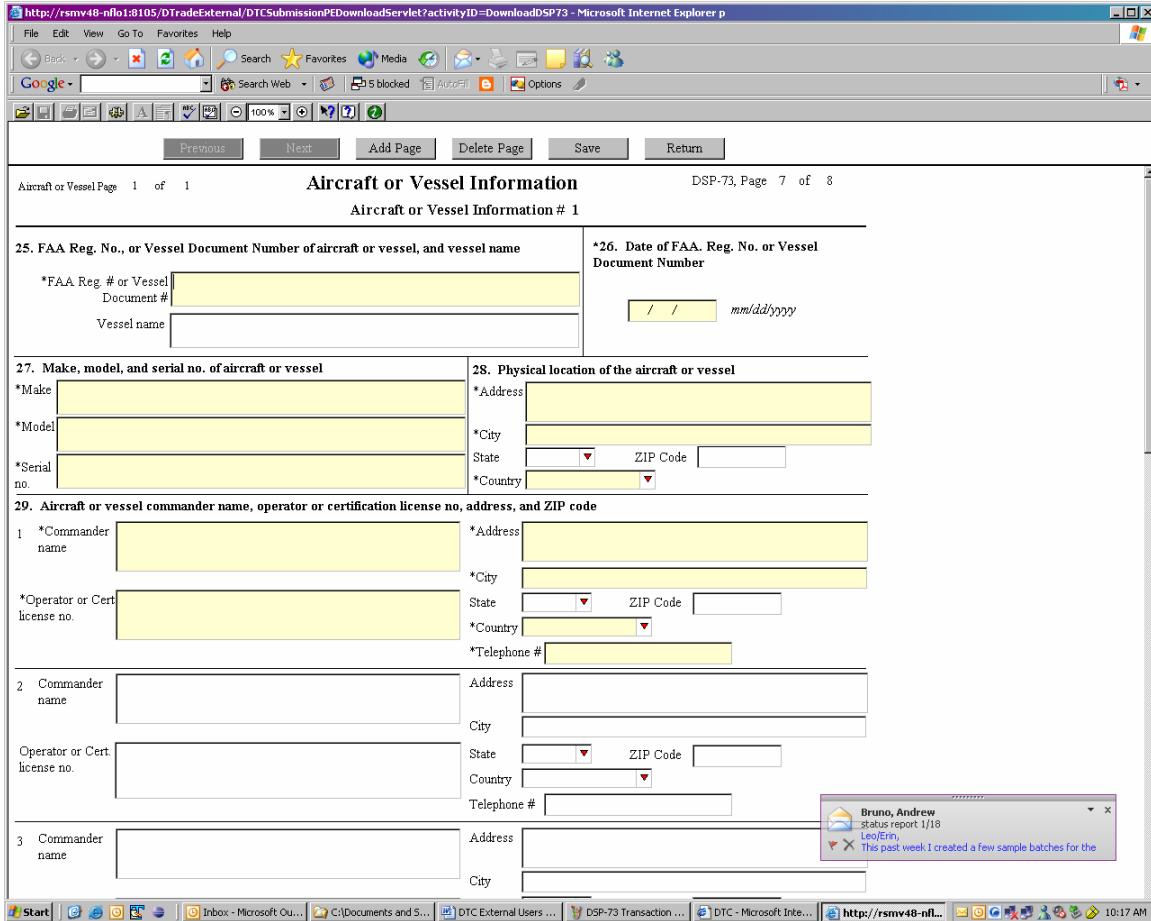 http://rsmv48-nflo1:8105/DTradeExternal/DTCSubmissionPEDownloadServlet?activityID=DownloadDSP73 - Microsoft Internet Explorer p
File Edit View Go To Favorites Help
Back Search Favorites Media
Google Search Web 5 blocked AutoFill Options
100%
Previous Next Add Page Delete Page Save Return
Aircraft or Vessel Page 1 of 1 Aircraft or Vessel Information DSP-73, Page 7 of 8
Aircraft or Vessel Information # 1
25. FAA Reg. No., or Vessel Document Number of aircraft or vessel, and vessel name
*26. Date of FAA. Reg. No. or Vessel
Document Number
*FAA Reg. # or Vessel
Document #
/ / mm/dd/yyyy
Vessel name
27. Make, model, and serial no. of aircraft or vessel
28. Physical location of the aircraft or vessel
*Make
*Address
*Model
*City
State ZIP Code
*Serial
no.
*Country
29. Aircraft or vessel commander name, operator or certification license no, address, and ZIP code
1 *Commander
name
*Address
*City
*Operator or Cert
license no.
State ZIP Code
*Country
*Telephone #
2 Commander
name
Address
City
Operator or Cert.
license no.
State ZIP Code
Country
Telephone #
3 Commander
name
Address
City
Bruno, Andrew
status report 1/18
Leo/Erin,
This past week I created a few sample batches for the
Start Inbox - Microsoft Ou... C:\Documents and S... DTC External Users ... DSP-73 Transaction ... DTC - Microsoft Inte... http://rsmv48-nfl... 10:17 AM